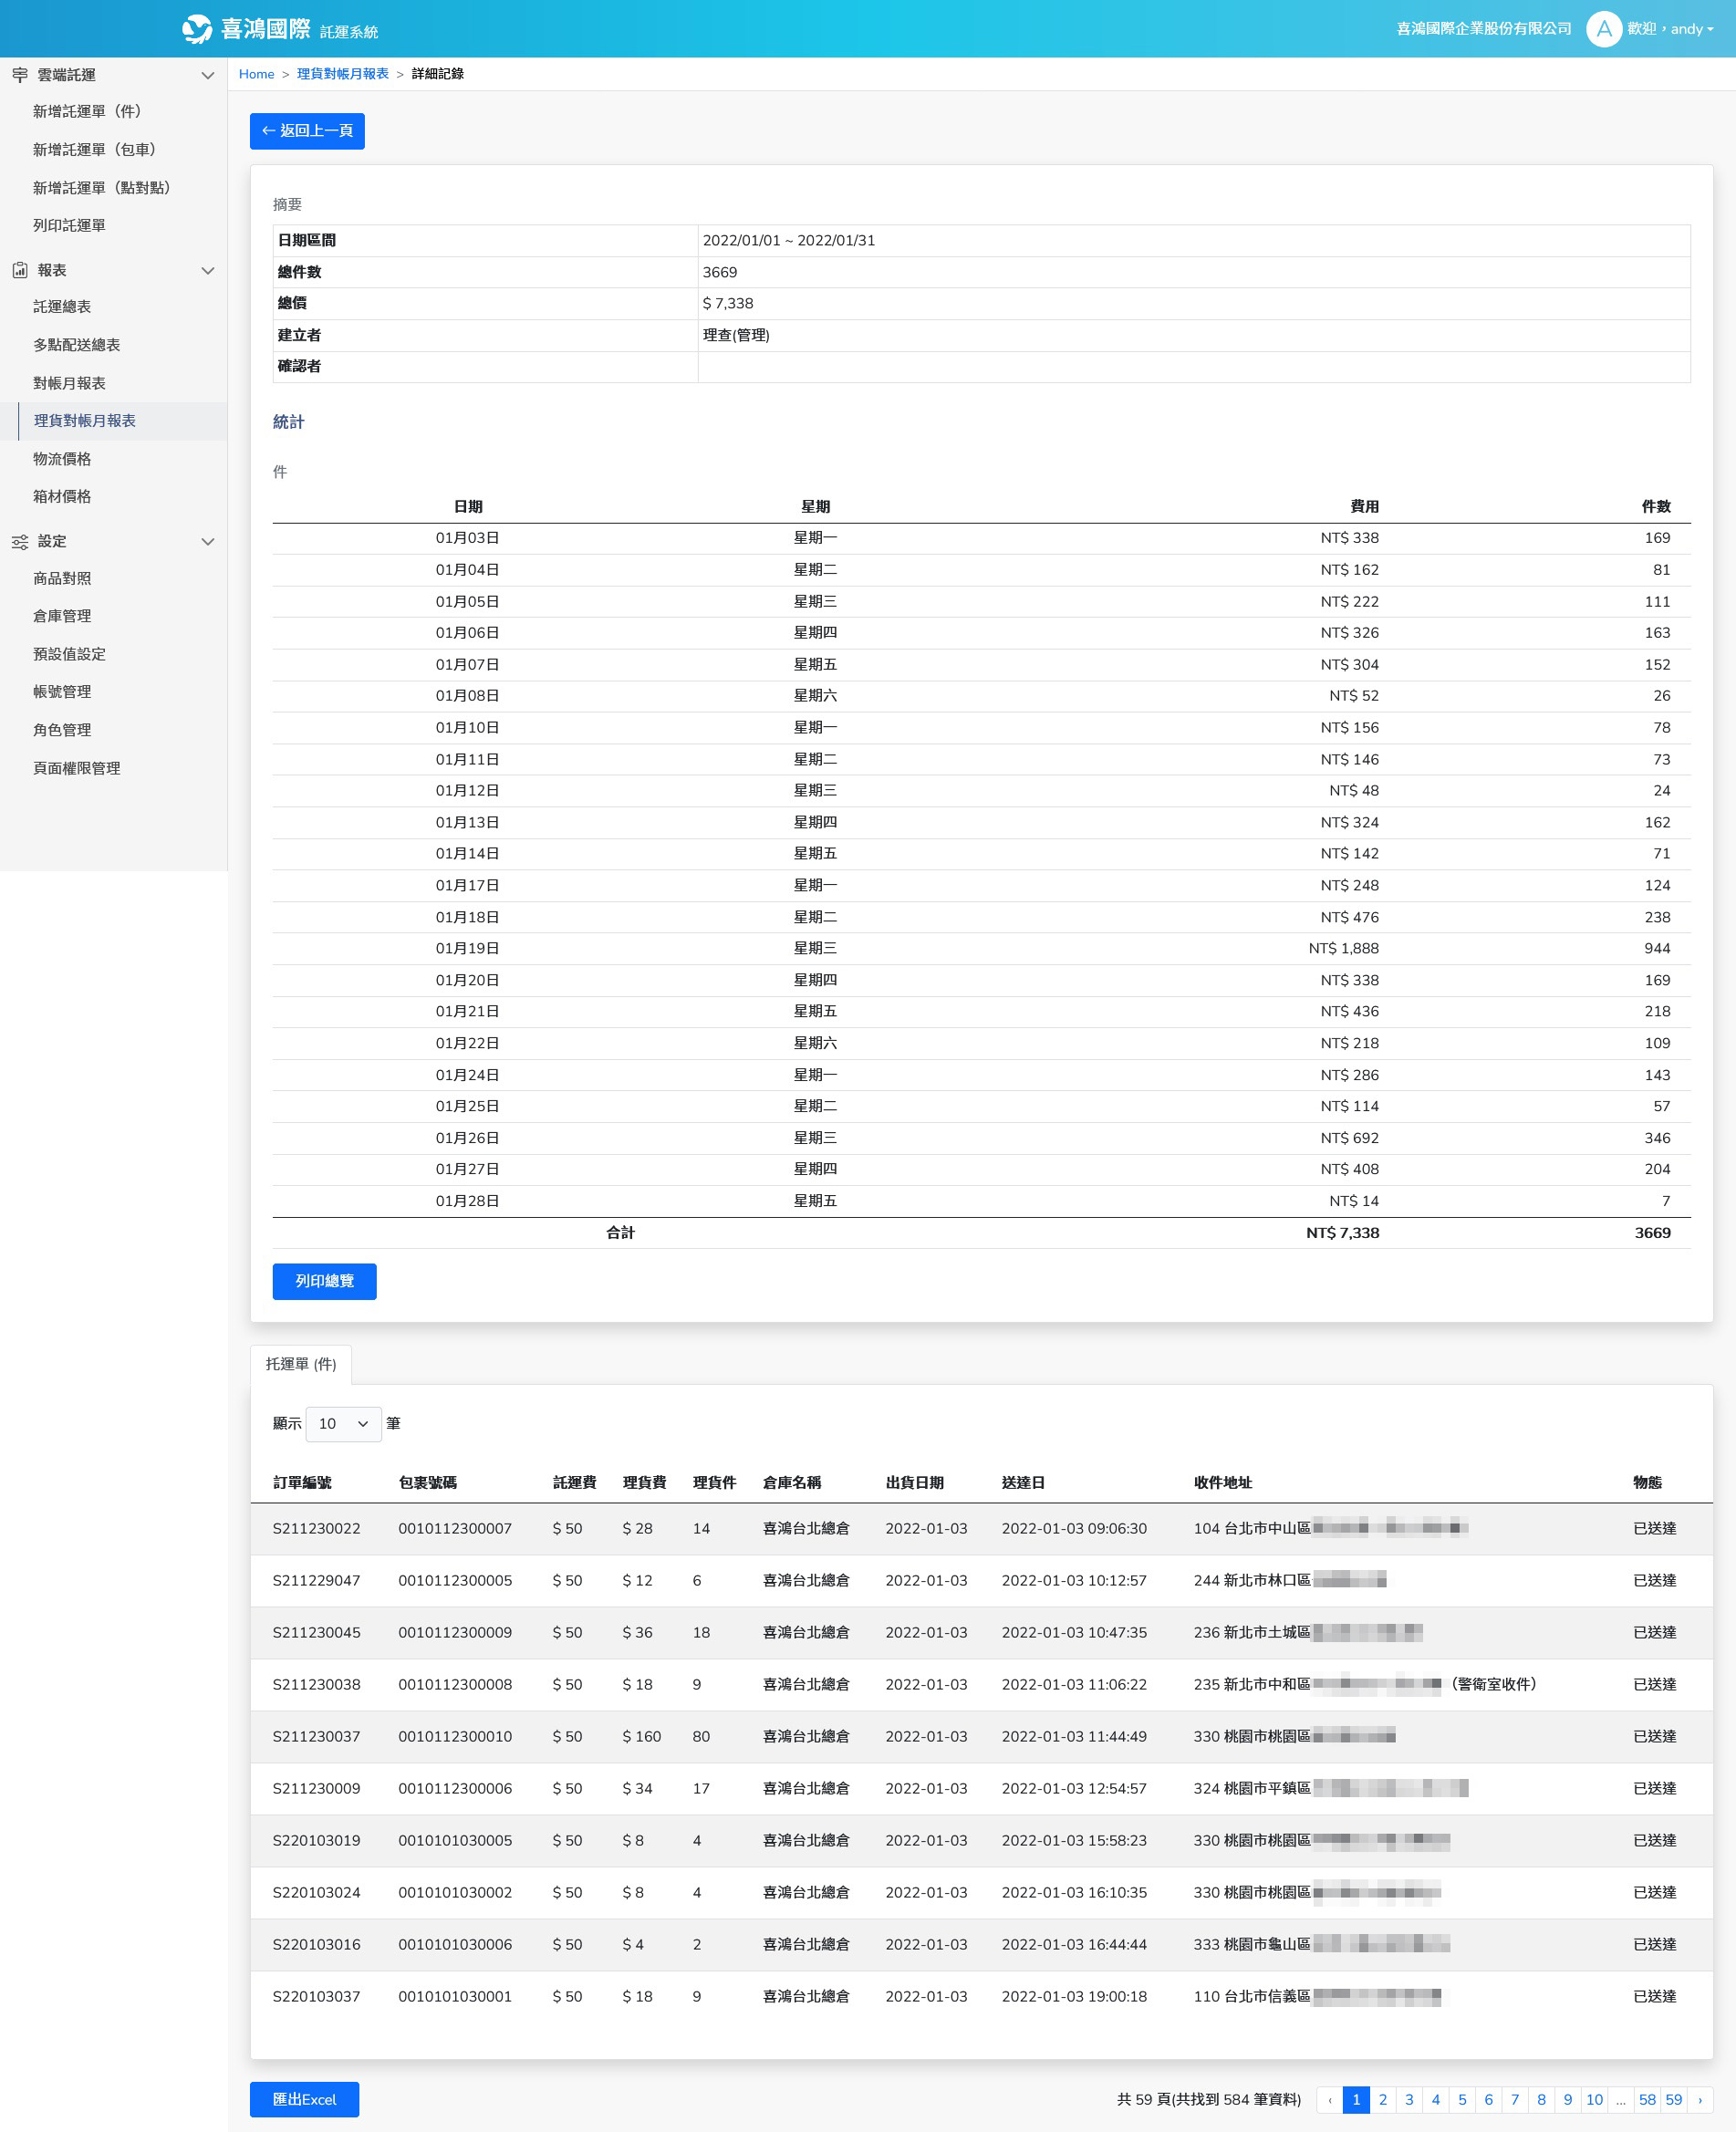 喜鴻國際 託運系統
喜鴻國際企業股份有限公司 A 歡迎，andy
雲端託運
新增託運單（件）
新增託運單（包車）
新增託運單（點對點）
列印託運單
報表
託運總表
多點配送總表
對帳月報表
理貨對帳月報表
物流價格
箱材價格
設定
商品對照
倉庫管理
預設值設定
帳號管理
角色管理
頁面權限管理
Home > 理貨對帳月報表 > 詳細記錄
← 返回上一頁
摘要
日期區間 2022/01/01 ~ 2022/01/31
總件數 3669
總價 $ 7,338
建立者 理查(管理)
確認者
統計
件
日期 星期 費用 件數
01月03日 星期一 NT$ 338 169
01月04日 星期二 NT$ 162 81
01月05日 星期三 NT$ 222 111
01月06日 星期四 NT$ 326 163
01月07日 星期五 NT$ 304 152
01月08日 星期六 NT$ 52 26
01月10日 星期一 NT$ 156 78
01月11日 星期二 NT$ 146 73
01月12日 星期三 NT$ 48 24
01月13日 星期四 NT$ 324 162
01月14日 星期五 NT$ 142 71
01月17日 星期一 NT$ 248 124
01月18日 星期二 NT$ 476 238
01月19日 星期三 NT$ 1,888 944
01月20日 星期四 NT$ 338 169
01月21日 星期五 NT$ 436 218
01月22日 星期六 NT$ 218 109
01月24日 星期一 NT$ 286 143
01月25日 星期二 NT$ 114 57
01月26日 星期三 NT$ 692 346
01月27日 星期四 NT$ 408 204
01月28日 星期五 NT$ 14 7
合計 NT$ 7,338 3669
列印總覽
托運單 (件)
顯示 10 筆
訂單編號 包裹號碼 託運費 理貨費 理貨件 倉庫名稱 出貨日期 送達日 收件地址 物態
S211230022 0010112300007 $ 50 $ 28 14 喜鴻台北總倉 2022-01-03 2022-01-03 09:06:30 104 台北市中山區 已送達
S211229047 0010112300005 $ 50 $ 12 6 喜鴻台北總倉 2022-01-03 2022-01-03 10:12:57 244 新北市林口區 已送達
S211230045 0010112300009 $ 50 $ 36 18 喜鴻台北總倉 2022-01-03 2022-01-03 10:47:35 236 新北市土城區 已送達
S211230038 0010112300008 $ 50 $ 18 9 喜鴻台北總倉 2022-01-03 2022-01-03 11:06:22 235 新北市中和區 （警衛室收件） 已送達
S211230037 0010112300010 $ 50 $ 160 80 喜鴻台北總倉 2022-01-03 2022-01-03 11:44:49 330 桃園市桃園區 已送達
S211230009 0010112300006 $ 50 $ 34 17 喜鴻台北總倉 2022-01-03 2022-01-03 12:54:57 324 桃園市平鎮區 已送達
S220103019 0010101030005 $ 50 $ 8 4 喜鴻台北總倉 2022-01-03 2022-01-03 15:58:23 330 桃園市桃園區 已送達
S220103024 0010101030002 $ 50 $ 8 4 喜鴻台北總倉 2022-01-03 2022-01-03 16:10:35 330 桃園市桃園區 已送達
S220103016 0010101030006 $ 50 $ 4 2 喜鴻台北總倉 2022-01-03 2022-01-03 16:44:44 333 桃園市龜山區 已送達
S220103037 0010101030001 $ 50 $ 18 9 喜鴻台北總倉 2022-01-03 2022-01-03 19:00:18 110 台北市信義區 已送達
匯出Excel
共 59 頁(共找到 584 筆資料) ‹ 1 2 3 4 5 6 7 8 9 10 ... 58 59 ›